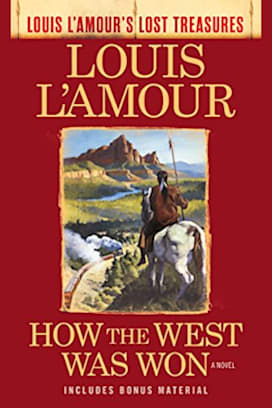 LOUIS L'AMOUR'S LOST TREASURES
LOUIS
L'AMOUR
HOW THE WEST
WAS WON A NOVEL
INCLUDES BONUS MATERIAL